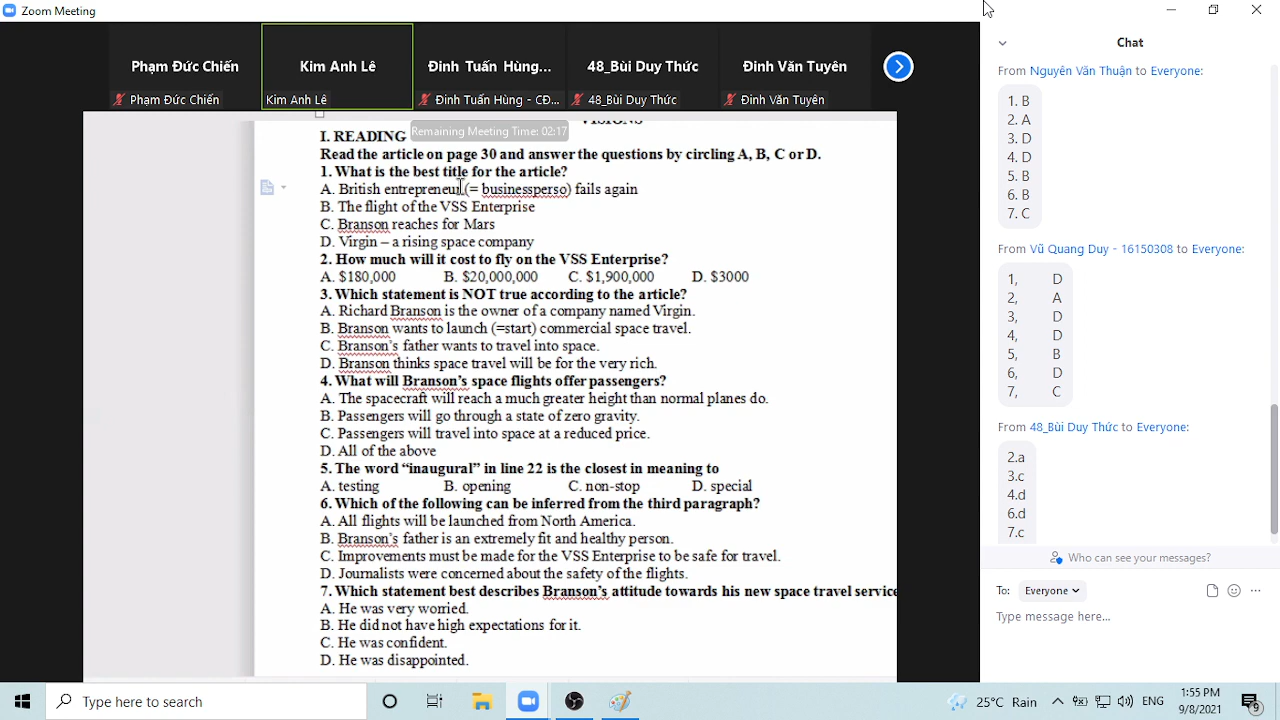 Zoom Meeting
Phạm Đức Chiến
Kim Anh Lê
Đinh Tuấn Hùng...
48_Bùi Duy Thức
Đinh Văn Tuyên
Phạm Đức Chiến
Kim Anh Lê
Đinh Tuấn Hùng - CĐ...
48_Bùi Duy Thức
Đinh Văn Tuyên
VISIONS
I. READING
Remaining Meeting Time: 02:17
Read the article on page 30 and answer the questions by circling A, B, C or D.
1. What is the best title for the article?
A. British entrepreneur (= businessperso) fails again
B. The flight of the VSS Enterprise
C. Branson reaches for Mars
D. Virgin – a rising space company
2. How much will it cost to fly on the VSS Enterprise?
A. $180,000 B. $20,000,000 C. $1,900,000 D. $3000
3. Which statement is NOT true according to the article?
A. Richard Branson is the owner of a company named Virgin.
B. Branson wants to launch (=start) commercial space travel.
C. Branson's father wants to travel into space.
D. Branson thinks space travel will be for the very rich.
4. What will Branson's space flights offer passengers?
A. The spacecraft will reach a much greater height than normal planes do.
B. Passengers will go through a state of zero gravity.
C. Passengers will travel into space at a reduced price.
D. All of the above
5. The word “inaugural” in line 22 is the closest in meaning to
A. testing B. opening C. non-stop D. special
6. Which of the following can be inferred from the third paragraph?
A. All flights will be launched from North America.
B. Branson's father is an extremely fit and healthy person.
C. Improvements must be made for the VSS Enterprise to be safe for travel.
D. Journalists were concerned about the safety of the flights.
7. Which statement best describes Branson's attitude towards his new space travel service
A. He was very worried.
B. He did not have high expectations for it.
C. He was confident.
D. He was disappointed.
Chat
From Nguyên Văn Thuận to Everyone:
1. B
2. A
3. D
4. D
5. B
6. B
7. C
From Vũ Quang Duy - 16150308 to Everyone:
1, D
2, A
3, D
4, D
5, B
6, D
7, C
From 48_Bùi Duy Thức to Everyone:
2.a
3.c
4.d
6.d
7.c
Who can see your messages?
To: Everyone
Type message here...
Type here to search
25°C Rain
ENG
1:55 PM
9/8/2021
9